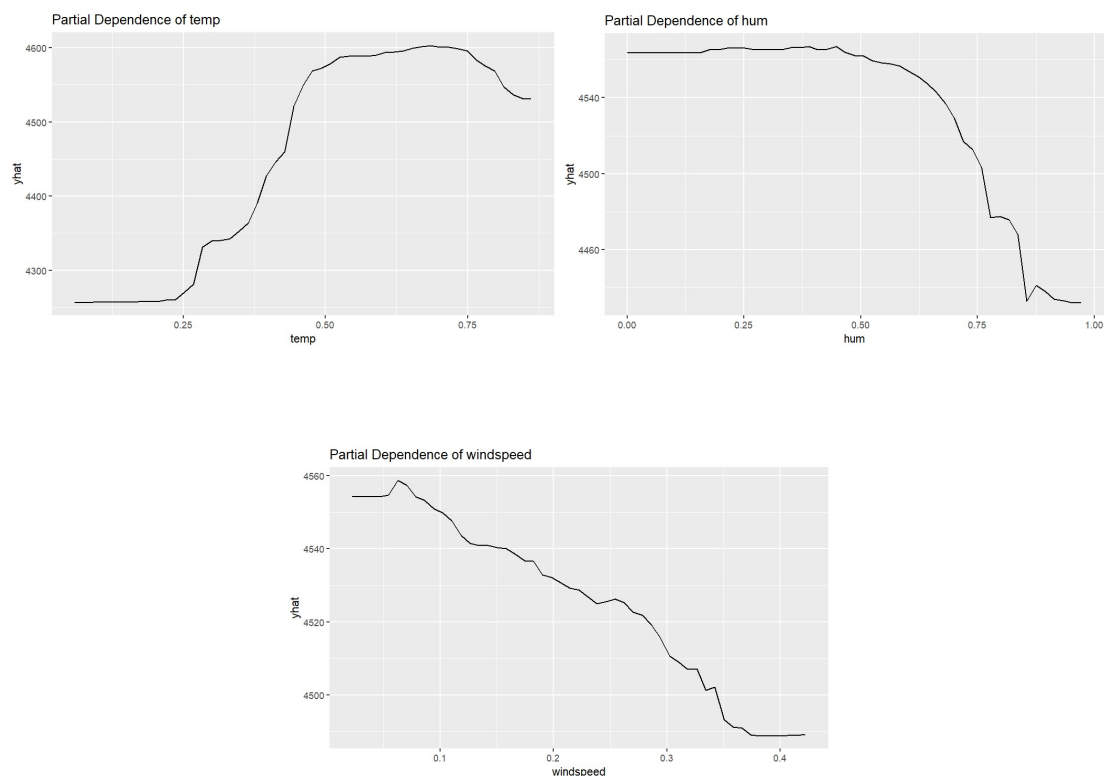 Partial Dependence of temp
4600
4500
4400
4300
yhat
0.25
0.50
0.75
temp
Partial Dependence of hum
4540
4500
4460
yhat
0.00
0.25
0.50
0.75
1.00
hum
Partial Dependence of windspeed
4560
4540
4520
4500
yhat
0.1
0.2
0.3
0.4
windspeed